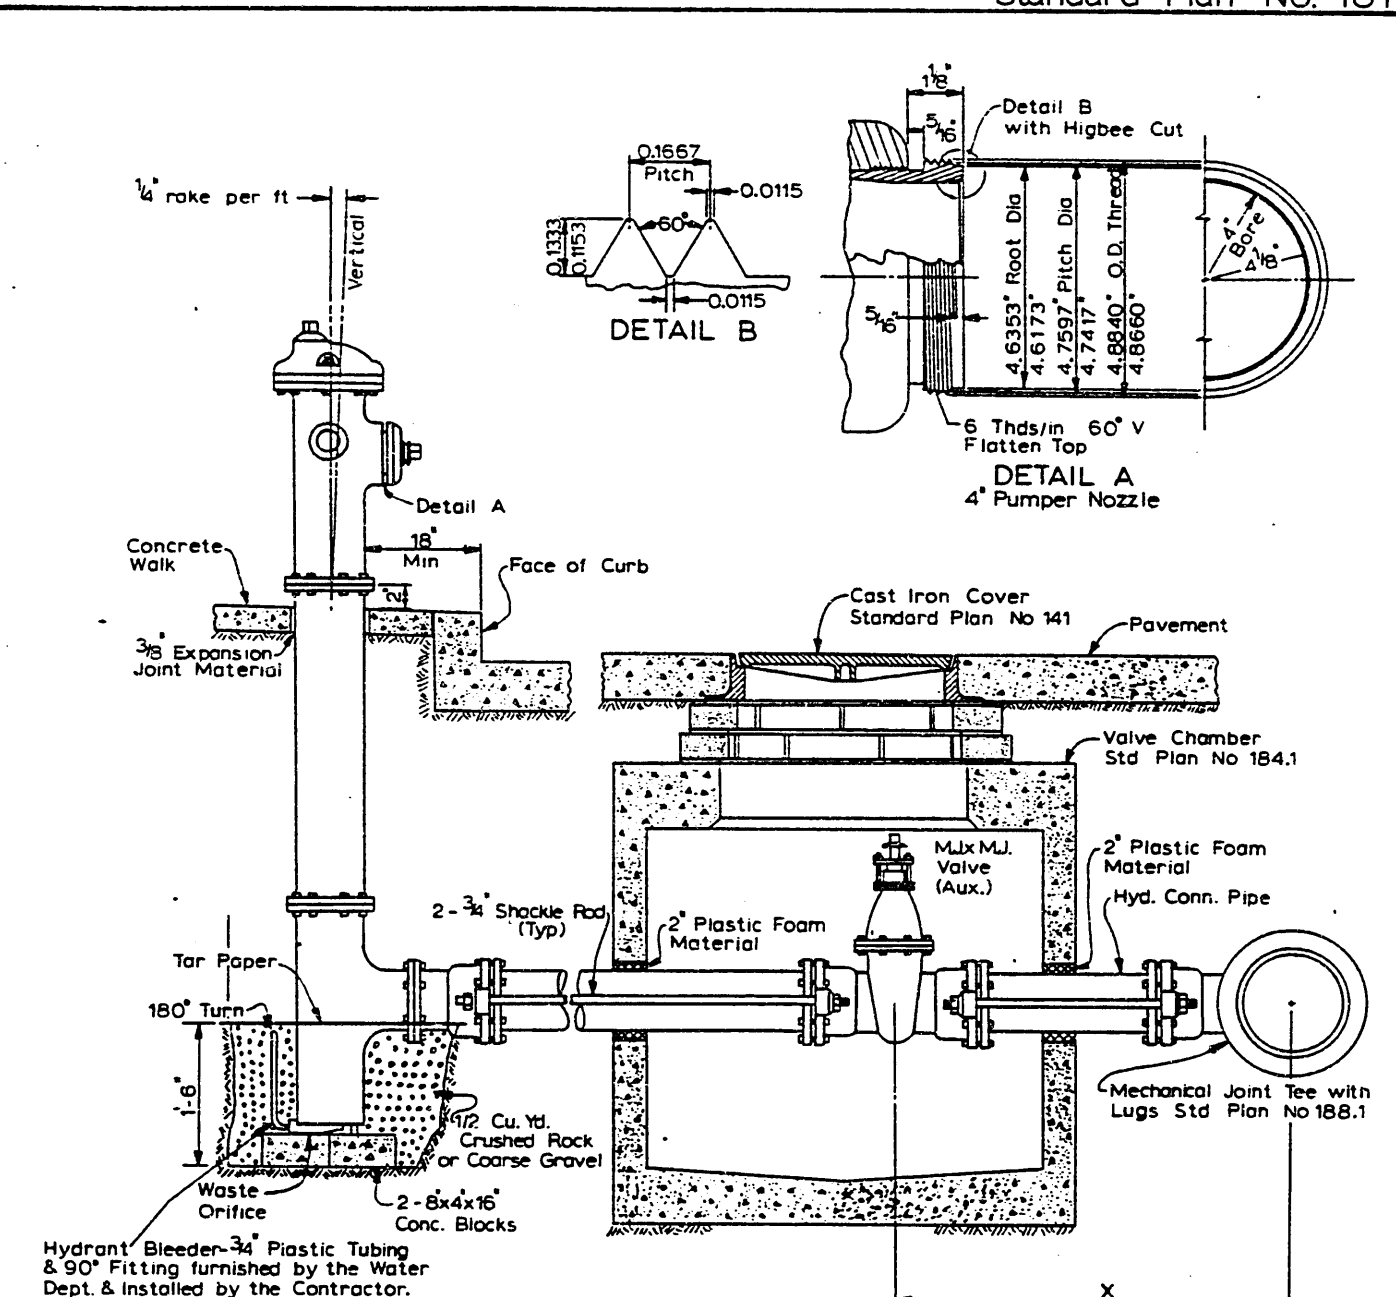 Standard Plan No. 181
1/4" rake per ft
Vertical
0.1667
Pitch
0.0115
60°
0.1333
0.1153
0.0115
DETAIL B
1 1/8"
5/16"
Detail B
with Higbee Cut
4.6353" Root Dia
4.6173"
4.7597" Pitch Dia
4.7417"
4.8840" O.D. Thread
4.8660"
4"
Bore
4 1/8"
5/16"
6 Thds/in 60° V
Flatten Top
DETAIL A
4" Pumper Nozzle
Detail A
Concrete
Walk
18"
Min
Face of Curb
2"
3/8" Expansion
Joint Material
Cast Iron Cover
Standard Plan No 141
Pavement
Valve Chamber
Std Plan No 184.1
M.J.x M.J.
Valve
(Aux.)
2" Plastic Foam
Material
Hyd. Conn. Pipe
2 - 3/4" Shackle Rod
(Typ)
2" Plastic Foam
Material
Tar Paper
180° Turn
1'-6"
1/2 Cu. Yd.
Crushed Rock
or Coarse Gravel
Mechanical Joint Tee with
Lugs Std Plan No 188.1
Waste
Orifice
2 - 8"x4"x16"
Conc. Blocks
Hydrant Bleeder-3/4" Plastic Tubing
& 90° Fitting furnished by the Water
Dept. & Installed by the Contractor.
X